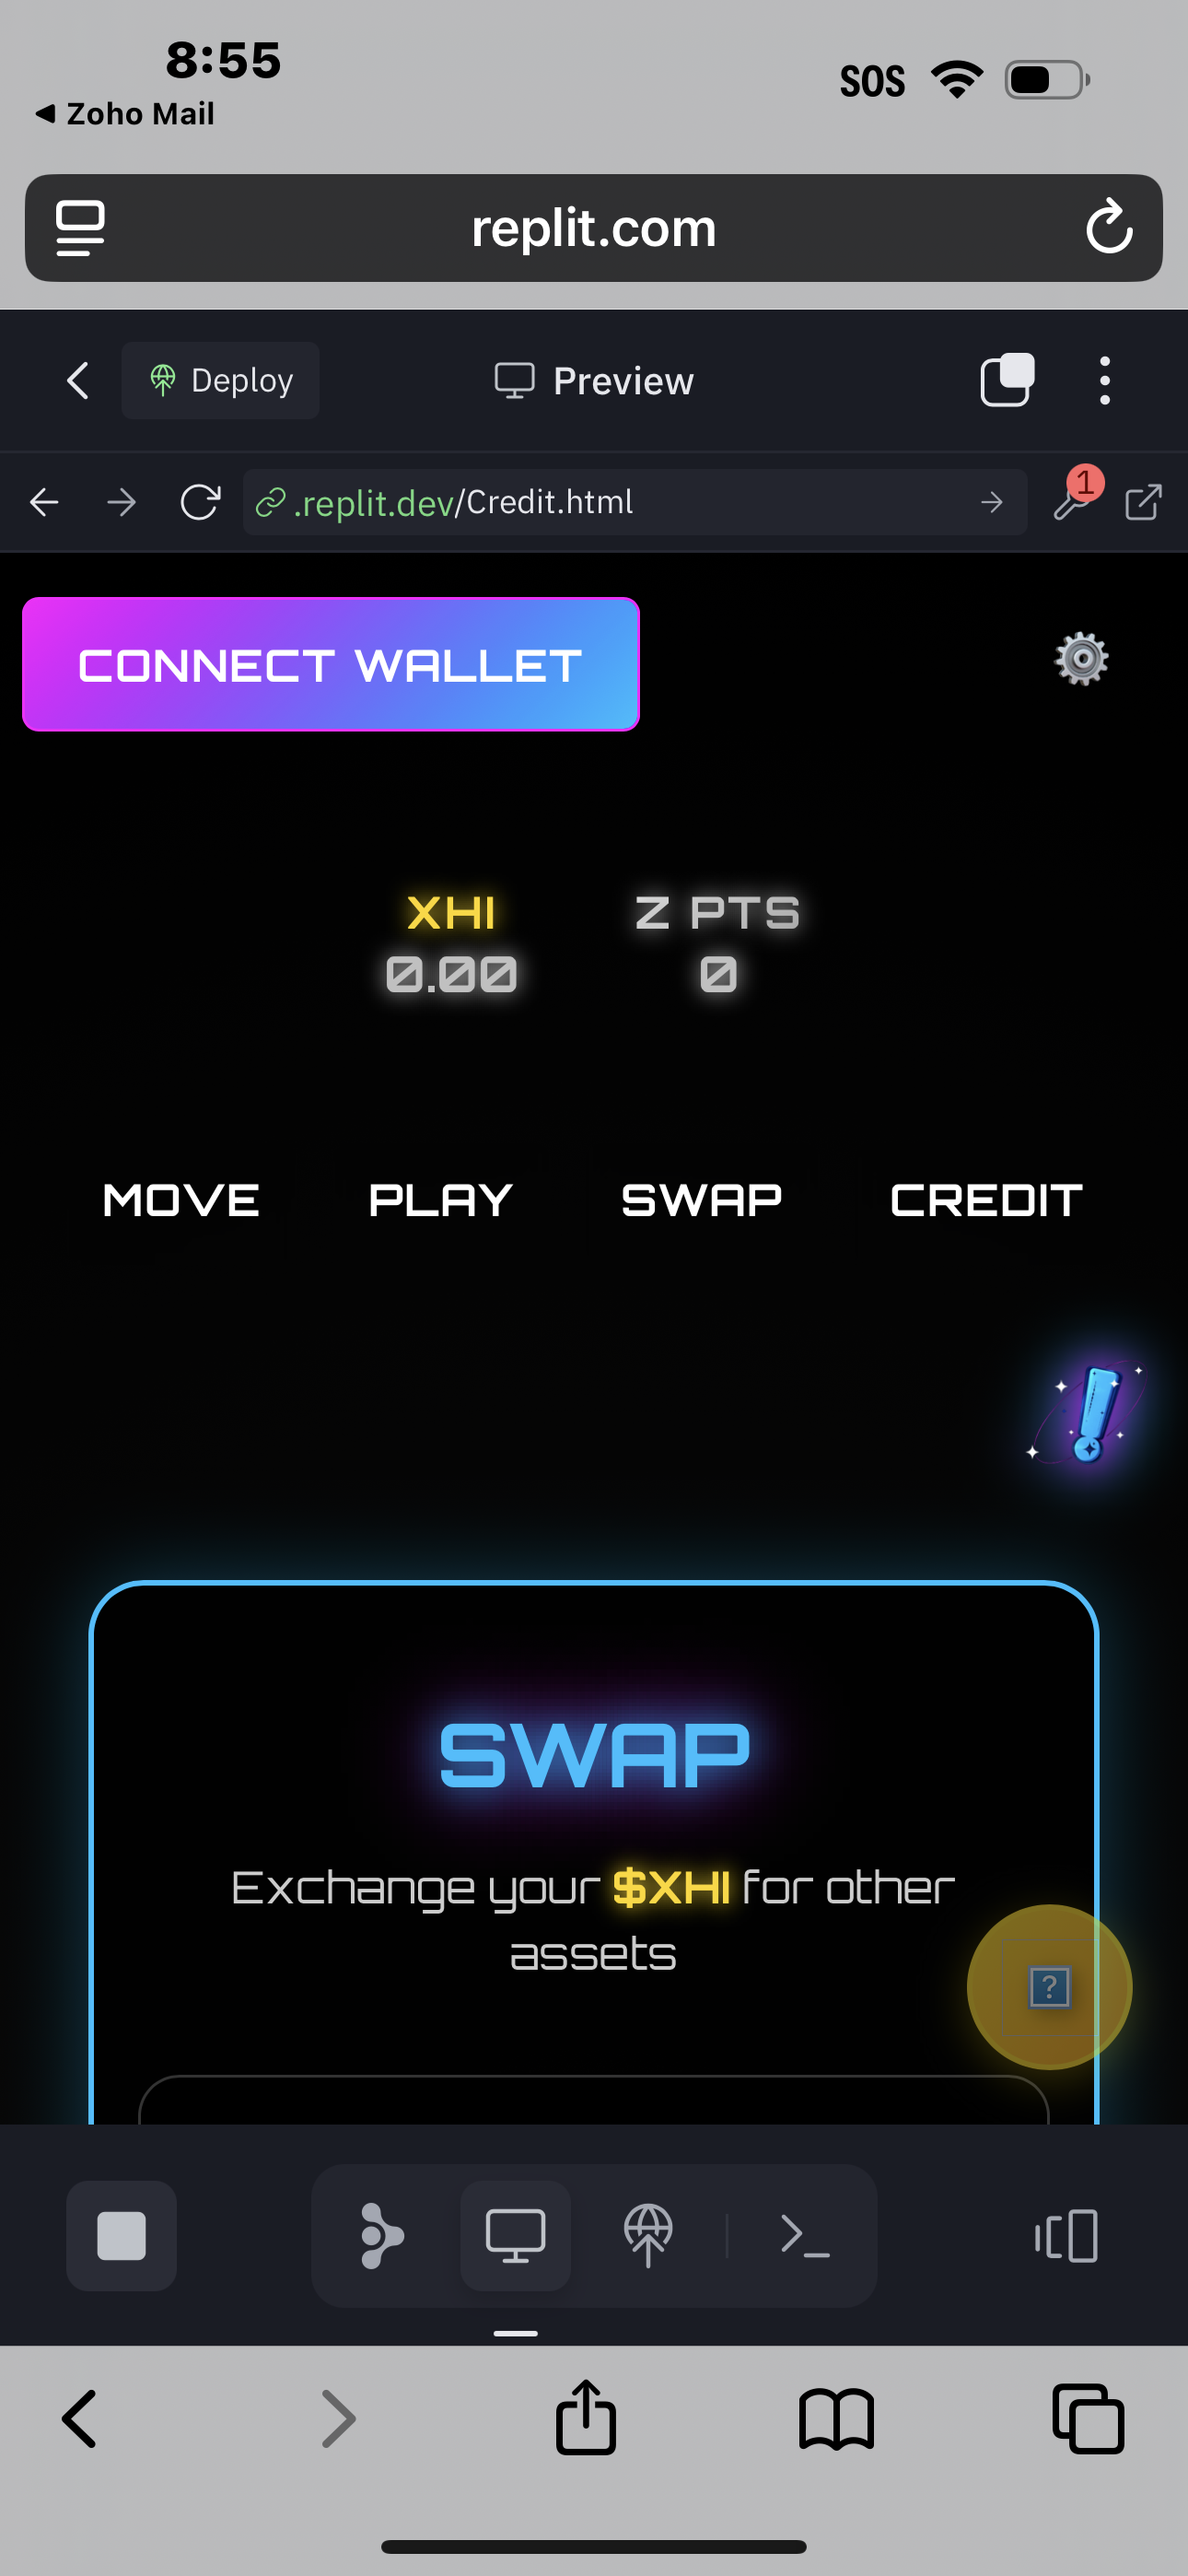 8:55
SOS
Zoho Mail
replit.com
Deploy
Preview
.replit.dev/Credit.html
1
CONNECT WALLET
XHI
Z PTS
0.00
0
MOVE
PLAY
SWAP
CREDIT
SWAP
Exchange your $XHI for other
assets
?